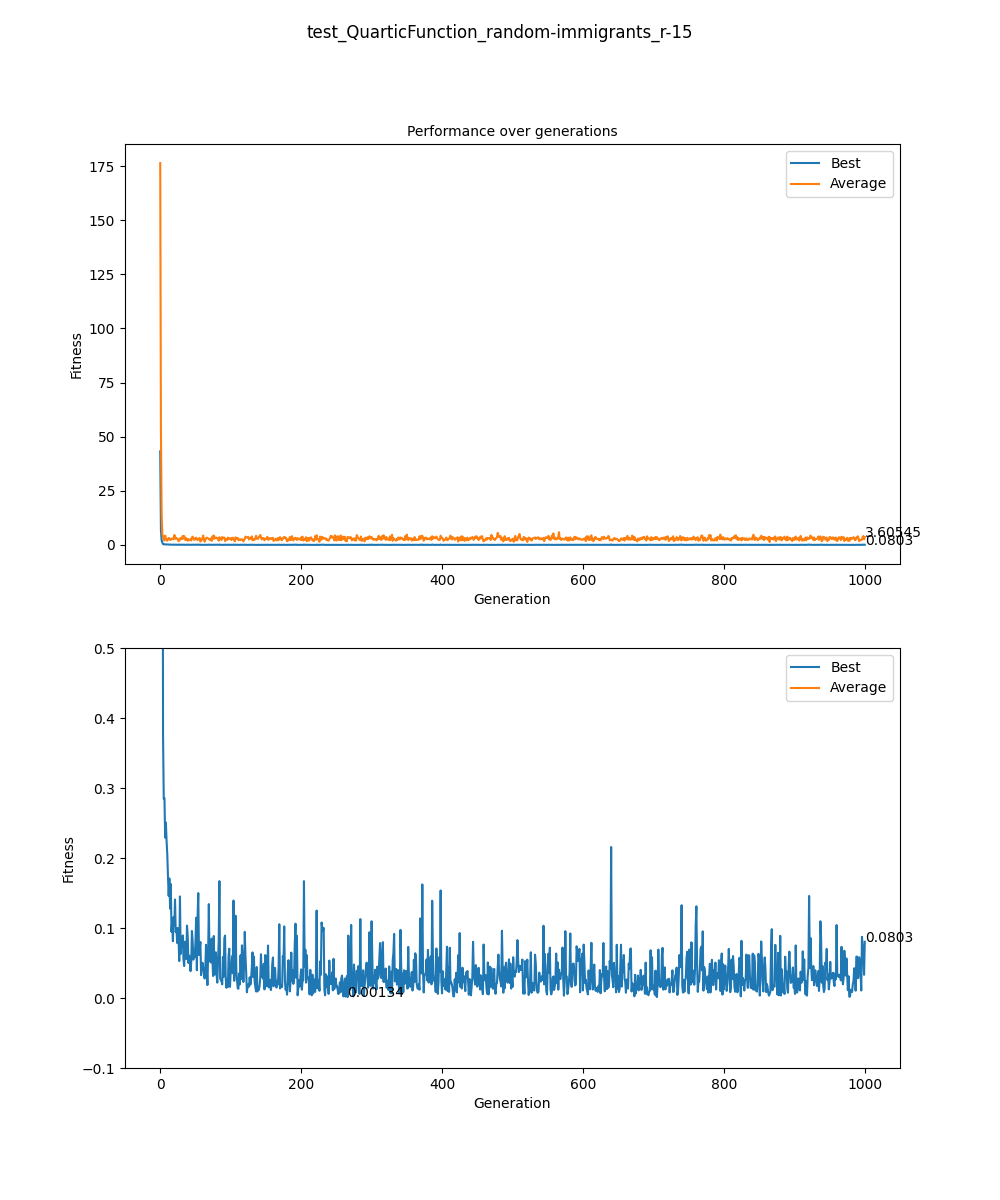 test_QuarticFunction_random-immigrants_r-15
Performance over generations
Best
Average
175
150
125
100
75
50
25
0
Fitness
3.60545
0.0803
0 200 400 600 800 1000
Generation
Best
Average
0.5
0.4
0.3
0.2
0.1
0.0
−0.1
Fitness
0.0803
0.00134
0 200 400 600 800 1000
Generation